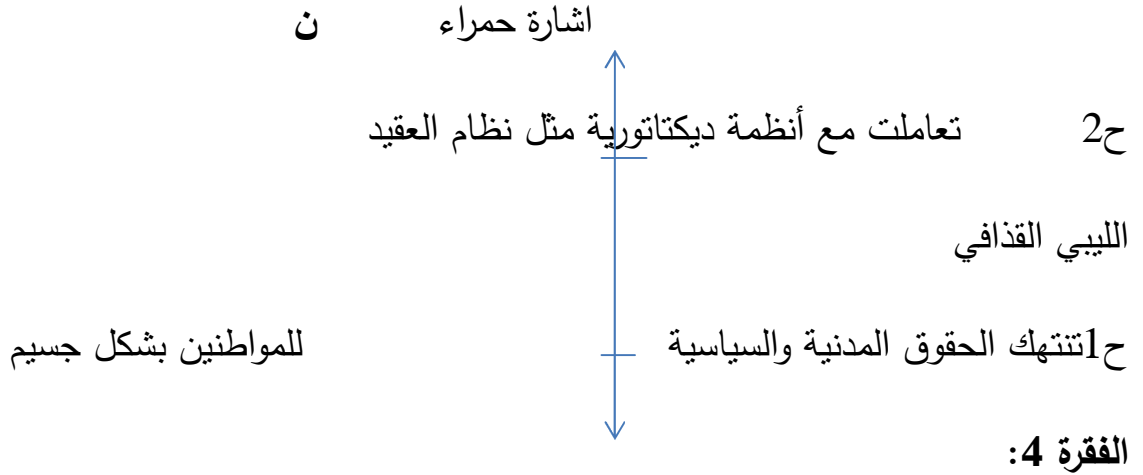 اشارة حمراء ن
ح2 تعاملت مع أنظمة ديكتاتورية مثل نظام العقيد
الليبي القذافي
ح1تنتهك الحقوق المدنية والسياسية للمواطنين بشكل جسيم
الفقرة 4: